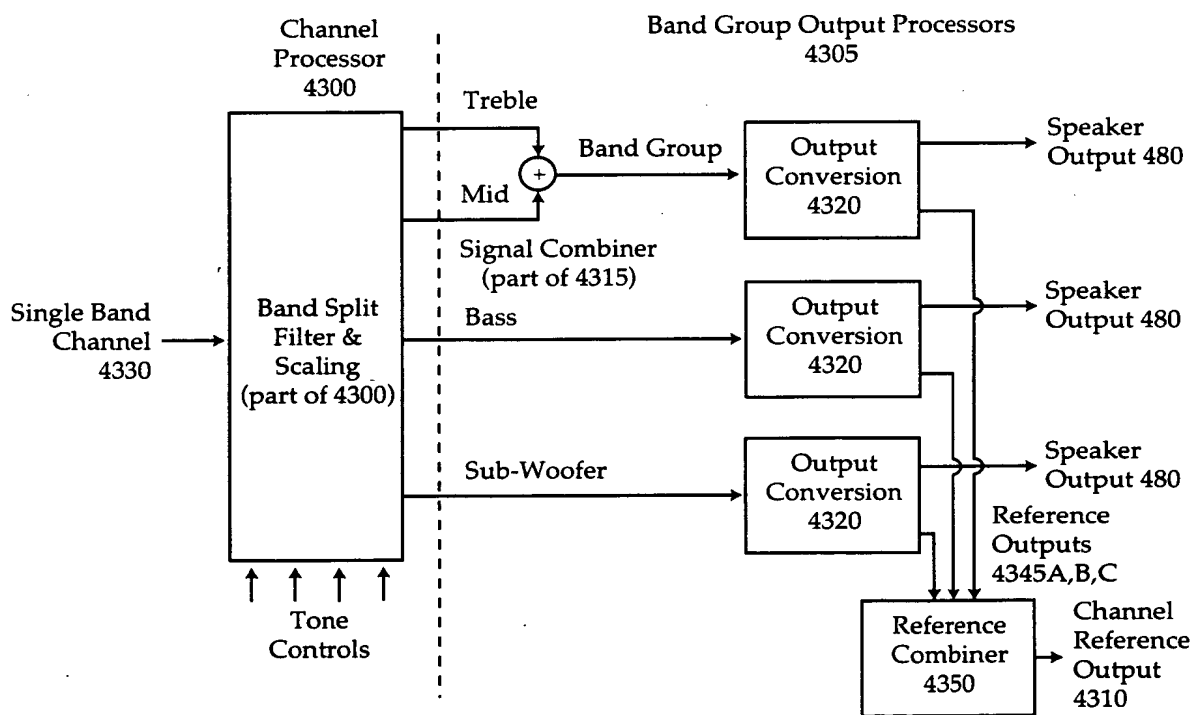 Channel
Processor
4300
Band Group Output Processors
4305
Treble
Mid
Band Group
+
Signal Combiner
(part of 4315)
Output
Conversion
4320
Speaker
Output 480
Single Band
Channel
4330
Band Split
Filter &
Scaling
(part of 4300)
Bass
Output
Conversion
4320
Speaker
Output 480
Sub-Woofer
Output
Conversion
4320
Speaker
Output 480
Reference
Outputs
4345A,B,C
Tone
Controls
Reference
Combiner
4350
Channel
Reference
Output
4310